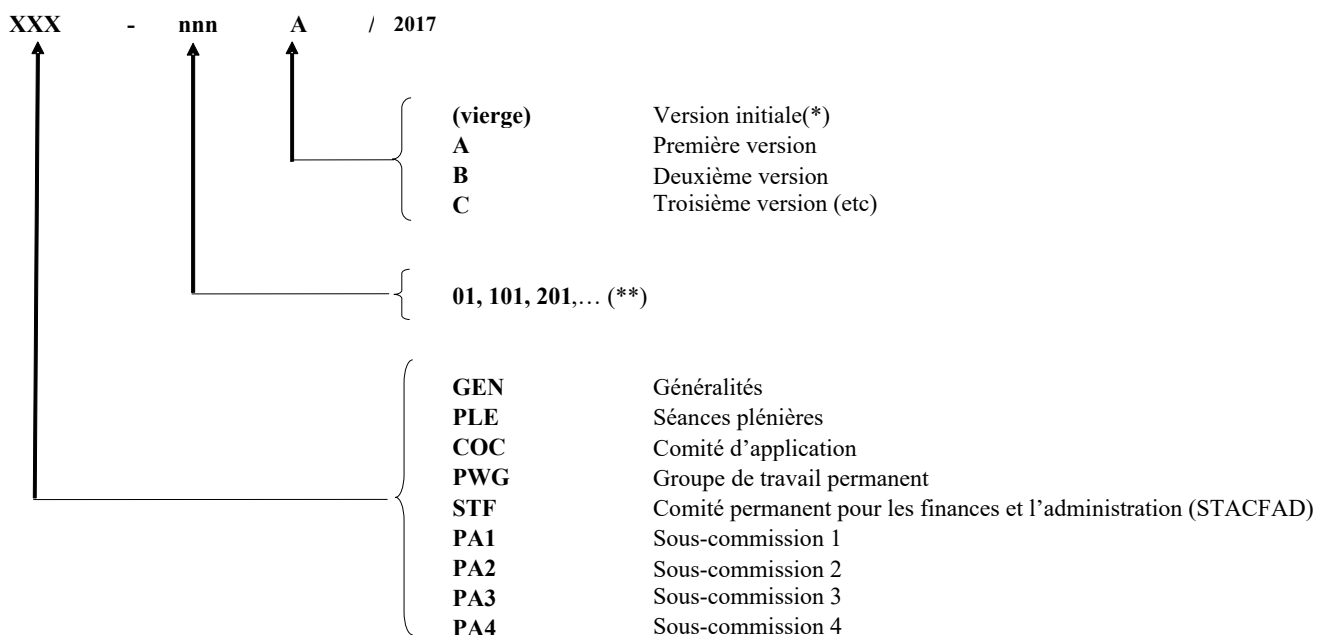 XXX - nnn A / 2017
(vierge) Version initiale(*)
A Première version
B Deuxième version
C Troisième version (etc)
01, 101, 201,… (**)
GEN Généralités
PLE Séances plénières
COC Comité d’application
PWG Groupe de travail permanent
STF Comité permanent pour les finances et l’administration (STACFAD)
PA1 Sous-commission 1
PA2 Sous-commission 2
PA3 Sous-commission 3
PA4 Sous-commission 4